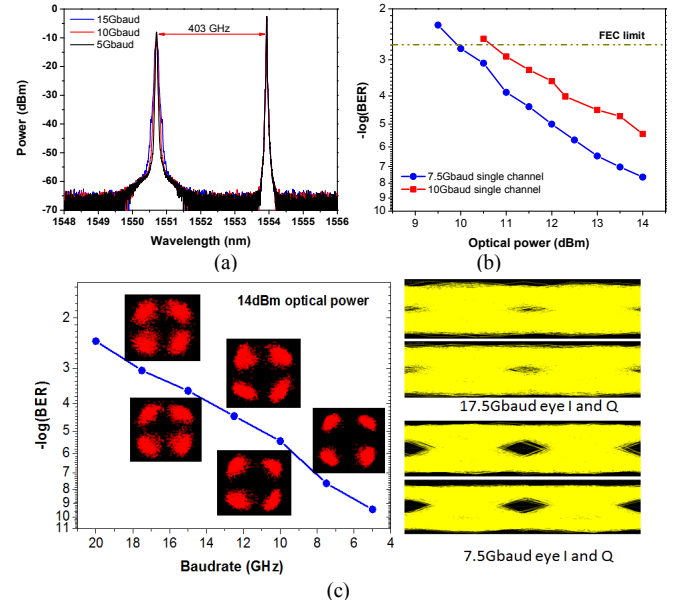 0
-10
-20
-30
-40
-50
-60
-70
Power (dBm)
15Gbaud
10Gbaud
5Gbaud
403 GHz
1548 1549 1550 1551 1552 1553 1554 1555 1556
Wavelength (nm)
(a)
2
3
4
5
6
7
8
9
10
-log(BER)
FEC limit
7.5Gbaud single channel
10Gbaud single channel
9 10 11 12 13 14
Optical power (dBm)
(b)
2
3
4
5
6
7
8
9
10
11
-log(BER)
14dBm optical power
20 18 16 14 12 10 8 6 4
Baudrate (GHz)
17.5Gbaud eye I and Q
7.5Gbaud eye I and Q
(c)